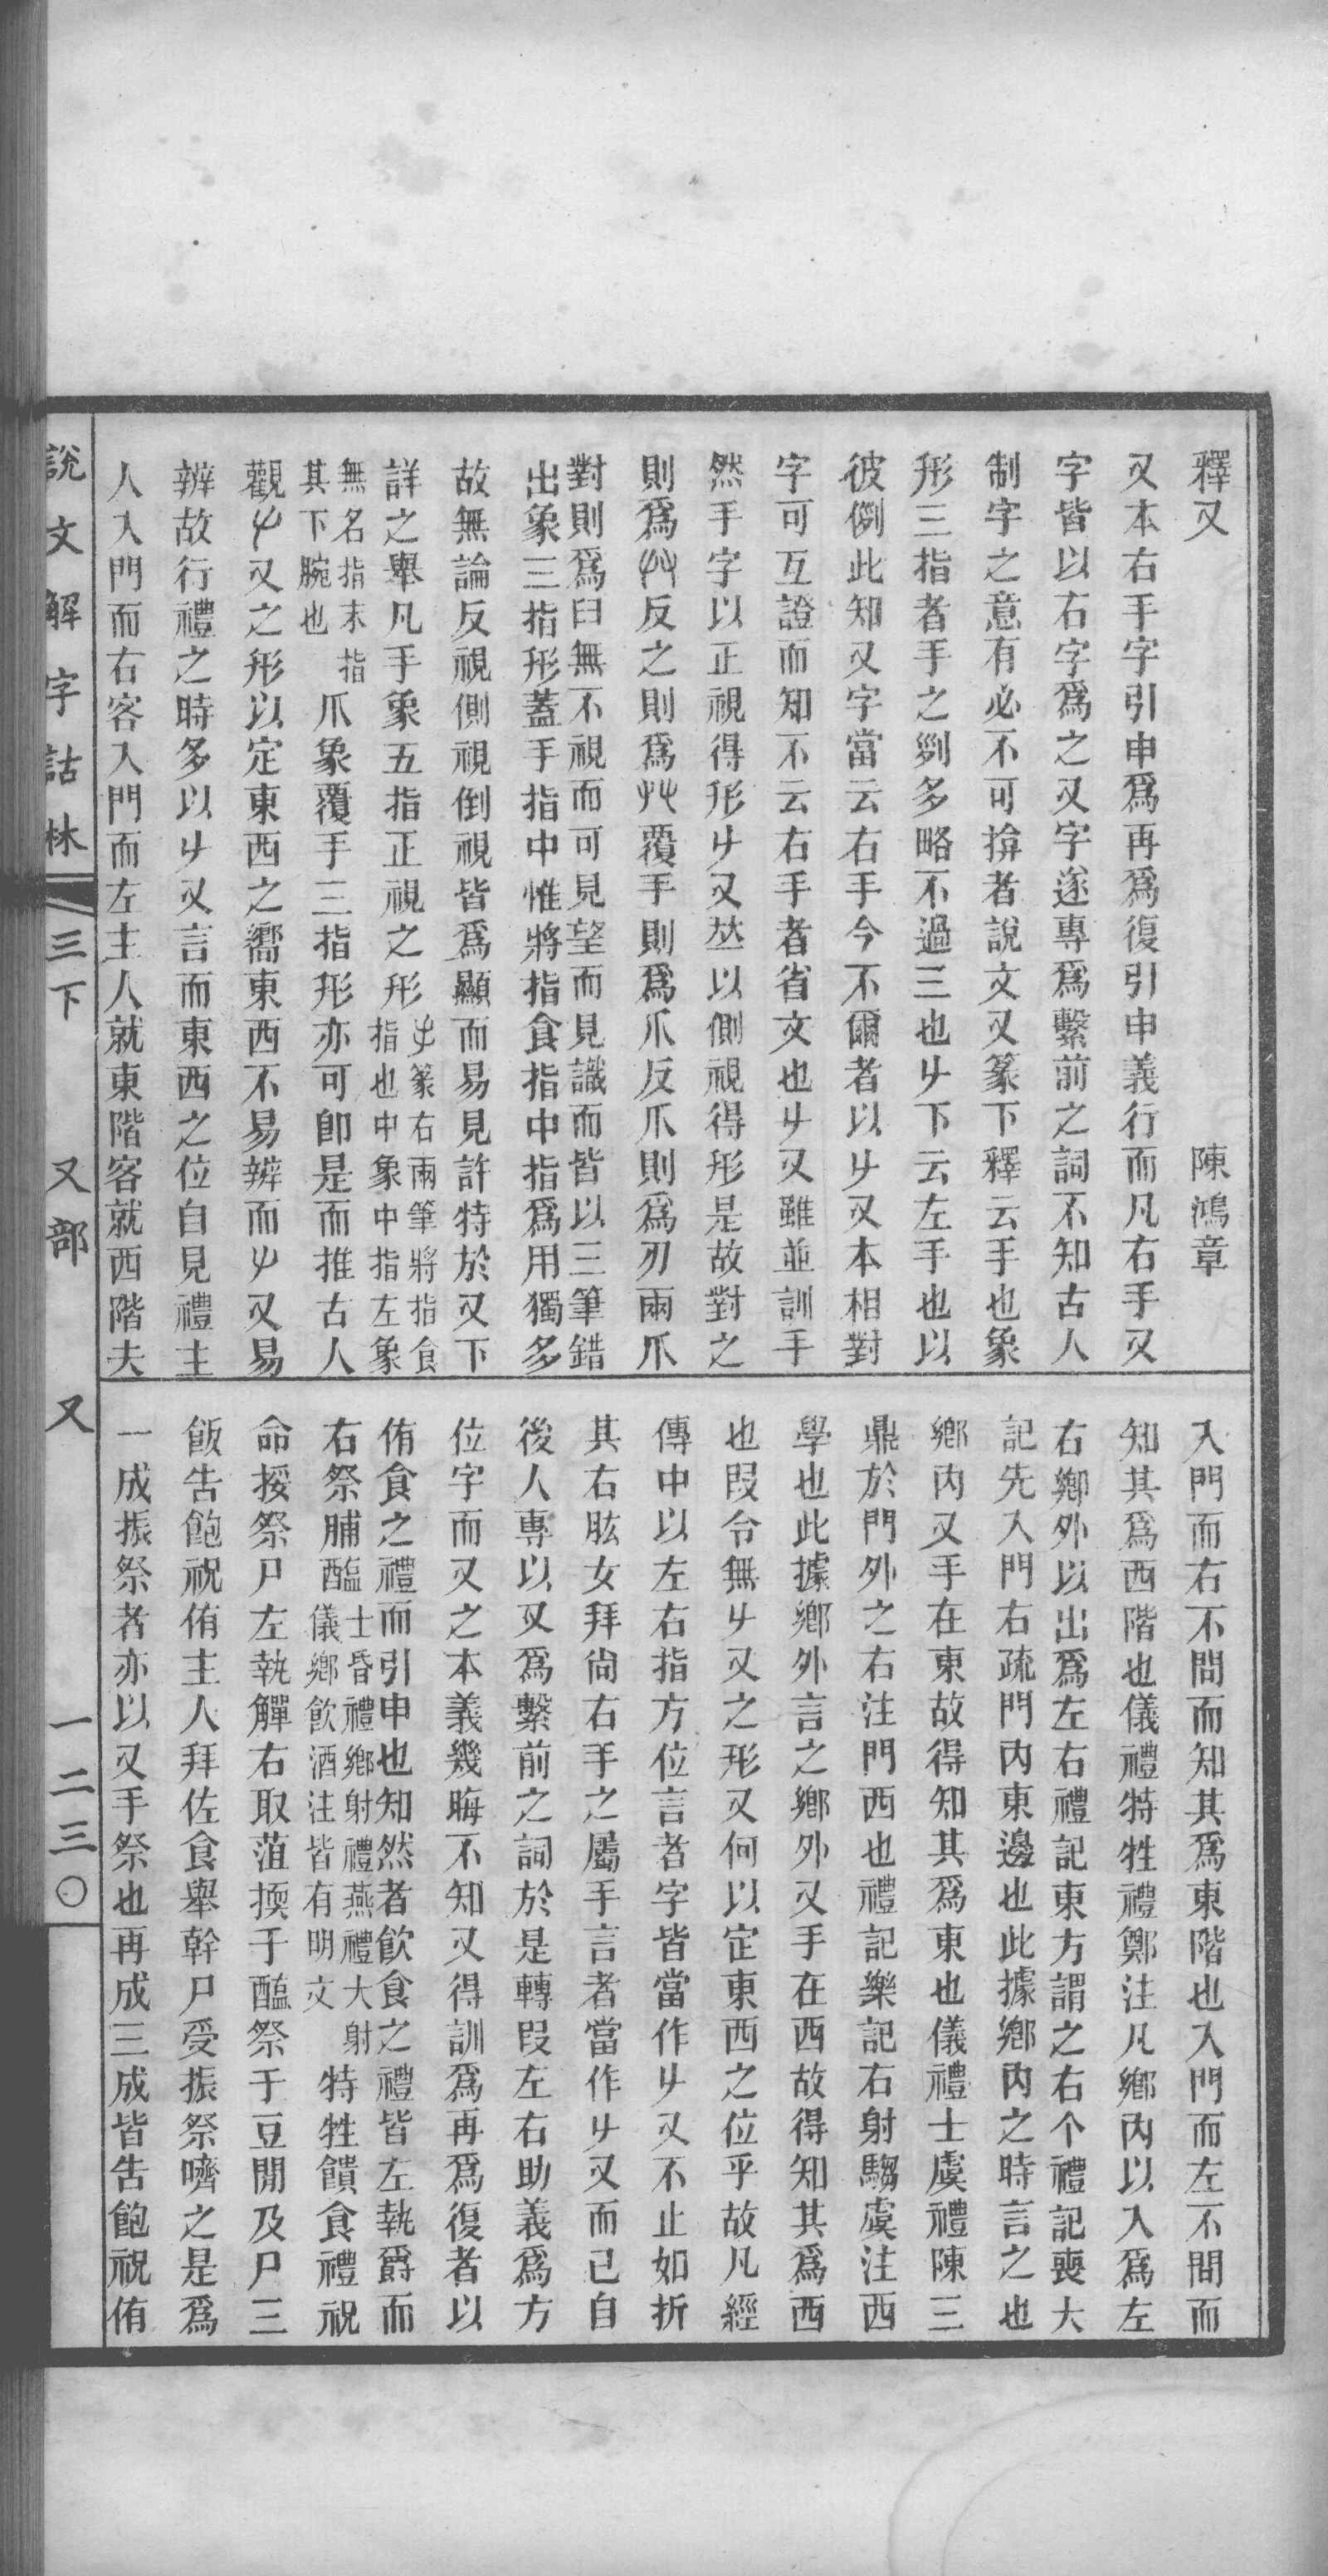 釋又　陳鴻章
又本右手字引申爲再爲復引申義行而凡右手又
字皆以右字爲之又字遂專爲繫前之詞不知古人
制字之意有必不可揜者說文又篆下釋云手也象
形三指者手之𠛱多略不過三也𠂇下云左手也以
彼例此知又字當云右手今不爾者以𠂇又本相對
字可互證而知不云右手者省文也𠂇又雖並訓手
然手字以正視得形𠂇又竝以側視得形是故對之
則爲𠬞反之則爲𠬜覆手則爲爪反爪則爲𠃨兩爪
對則爲𦥑無不視而可見望而見識而皆以三筆錯
出象三指形蓋手指中惟將指食指中指爲用獨多
故無論反視側視倒視皆爲顯而易見許特於又下
詳之舉凡手象五指正視之形𠂇篆右兩筆將指食
指也中象中指左象
無名指末指
其下腕也爪象覆手三指形亦可卽是而推古人
觀𠂇又之形以定東西之嚮東西不易辨而𠂇又易
辨故行禮之時多以𠂇又言而東西之位自見禮主
人入門而右客入門而左主人就東階客就西階夫
入門而右不問而知其爲東階也入門而左不問而
知其爲西階也儀禮特牲禮鄭注凡鄉內以入爲左
右鄉外以出爲左右禮記東方謂之右个禮記喪大
記先入門右疏門內東邊也此據鄉內之時言之也
鄉內又手在東故得知其爲東也儀禮士虞禮陳三
鼎於門外之右注門西也禮記樂記右射騶虞注西
學也此據鄉外言之鄉外又手在西故得知其爲西
也叚令無𠂇又之形又何以定東西之位乎故凡經
傳中以左右指方位言者字皆當作𠂇又不止如折
其右肱女拜尙右手之屬手言者當作𠂇又而已自
後人專以又爲繫前之詞於是轉叚左右助義爲方
位字而又之本義幾晦不知又得訓爲再爲復者以
侑食之禮而引申也知然者飲食之禮皆左執爵而
右祭脯醢士昏禮鄉射禮燕禮大射
儀鄉飲酒注皆有明文特牲饋食禮祝
命挼祭尸左執觶右取菹㨎于醢祭于豆閒及尸三
飯告飽祝侑主人拜佐食舉幹尸受振祭嚌之是爲
一成振祭者亦以又手祭也再成三成皆告飽祝侑
說文解字詁林　三下　又部　又　一二三〇